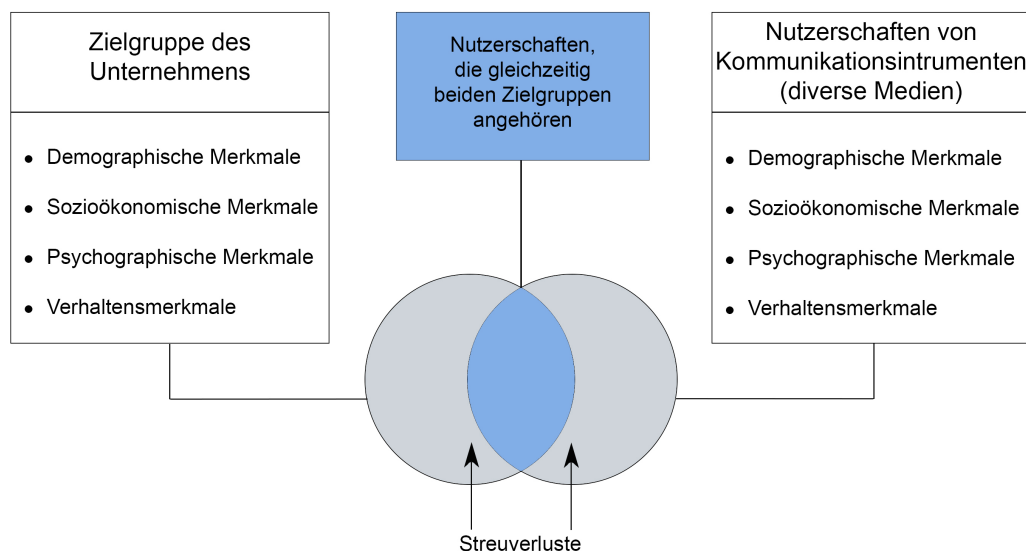 Zielgruppe des
Unternehmens
• Demographische Merkmale
• Sozioökonomische Merkmale
• Psychographische Merkmale
• Verhaltensmerkmale
Nutzerschaften,
die gleichzeitig
beiden Zielgruppen
angehören
Nutzerschaften von
Kommunikationsintrumenten
(diverse Medien)
• Demographische Merkmale
• Sozioökonomische Merkmale
• Psychographische Merkmale
• Verhaltensmerkmale
Streuverluste